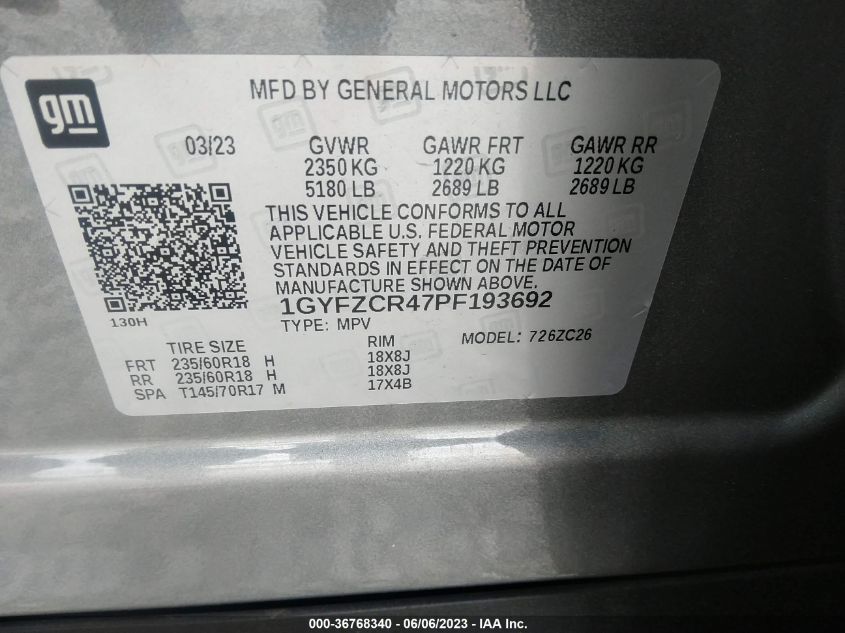 gm
MFD BY GENERAL MOTORS LLC
03/23 GVWR GAWR FRT GAWR RR
2350 KG 1220 KG 1220 KG
5180 LB 2689 LB 2689 LB
THIS VEHICLE CONFORMS TO ALL
APPLICABLE U.S. FEDERAL MOTOR
VEHICLE SAFETY AND THEFT PREVENTION
STANDARDS IN EFFECT ON THE DATE OF
MANUFACTURE SHOWN ABOVE.
130H
1GYFZCR47PF193692
TYPE: MPV MODEL: 726ZC26
TIRE SIZE RIM
FRT 235/60R18 H 18X8J
RR 235/60R18 H 18X8J
SPA T145/70R17 M 17X4B
000-36768340 - 06/06/2023 - IAA Inc.